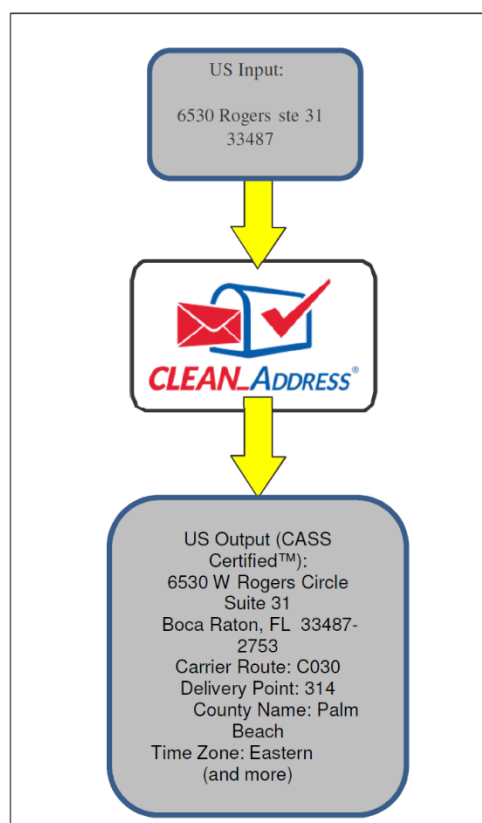 US Input:
6530 Rogers ste 31
33487
CLEAN_ADDRESS®
US Output (CASS
Certified™):
6530 W Rogers Circle
Suite 31
Boca Raton, FL 33487-
2753
Carrier Route: C030
Delivery Point: 314
County Name: Palm
Beach
Time Zone: Eastern
(and more)